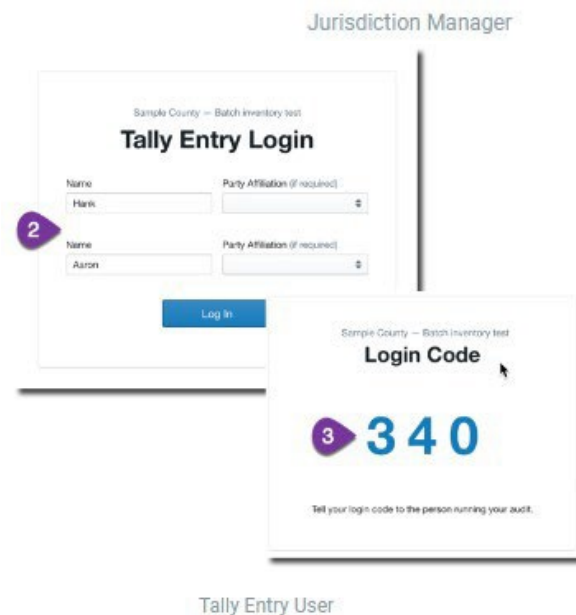 Jurisdiction Manager
Sample County — Batch inventory test
Tally Entry Login
Name Party Affiliation (if required)
Hank
2
Name Party Affiliation (if required)
Aaron
Log In
Sample County — Batch inventory test
Login Code
3 3 4 0
Tell your login code to the person running your audit.
Tally Entry User